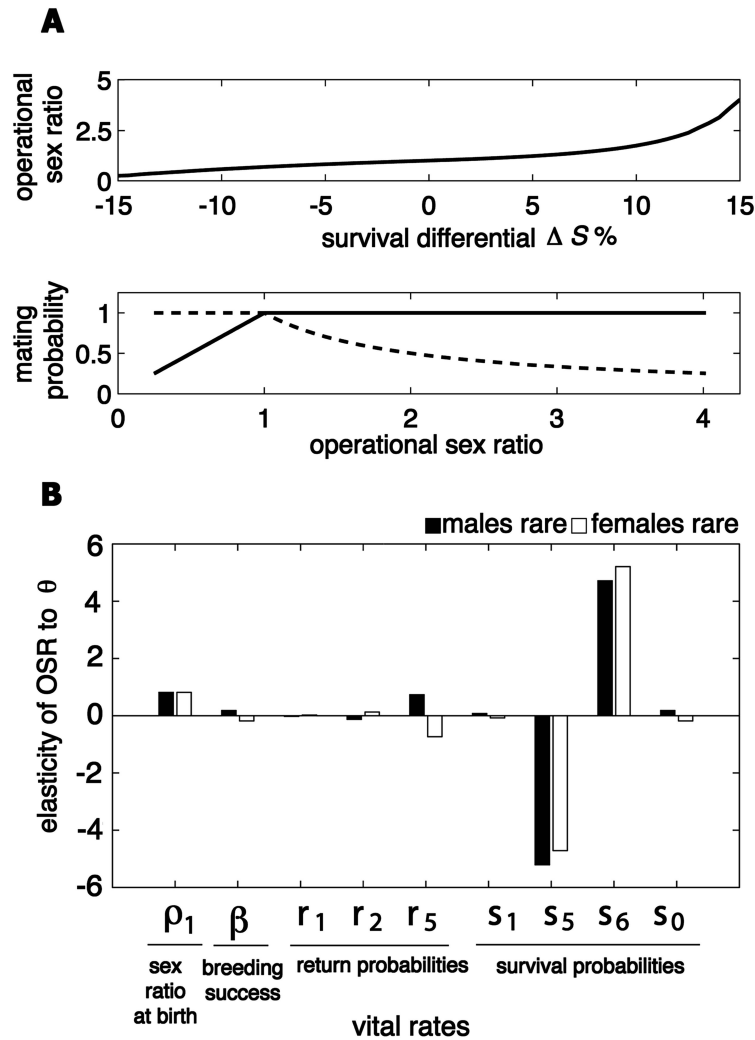 A
operational
sex ratio
5
2.5
0
-15 -10 -5 0 5 10 15
survival differential Δ S %
mating
probability
1
0.5
0
0 1 2 3 4
operational sex ratio
B
males rare females rare
elasticity of OSR to θ
6
4
2
0
-2
-4
-6
ρ1 β r1 r2 r5 s1 s5 s6 s0
sex
ratio
at birth
breeding
success
return probabilities
survival probabilities
vital rates